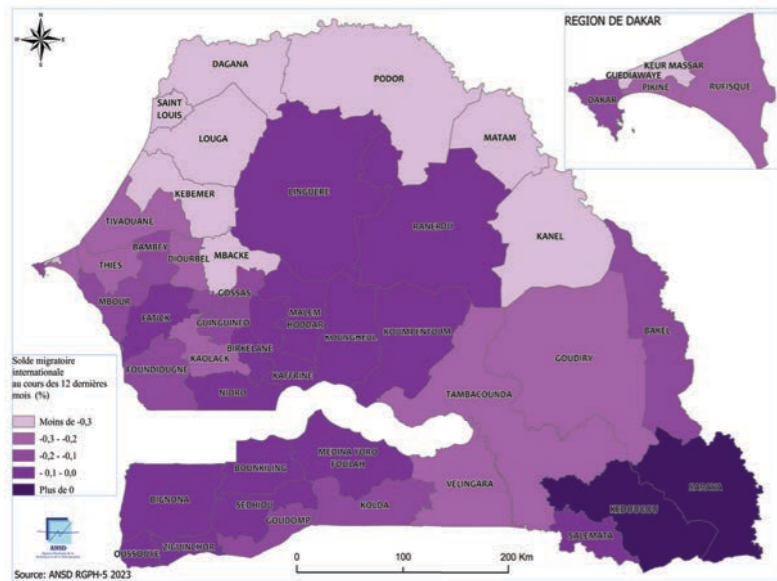 N
REGION DE DAKAR
KEUR MASSAR
GUEDIAWAYE
DAKAR
PIKINE
RUFISQUE
DAGANA
PODOR
SAINT
LOUIS
LOUGA
MATAM
LINGUERE
KEBEMER
RANEROU
KANEL
TIVAOUANE
BAMBEY
MBACKE
THIES
DIOURBEL
MBOUR
GOSSAS
FATICK
GUINGUINEO
MALEM
HODDAR
KOUNGHEUL
KOUMPENTOUM
BIRKELANE
BAKEL
GOUDIRY
KAOLACK
FOUNDIOUGNE
KAFFRINE
NIORO
TAMBACOUNDA
Solde migratoire
internationale
au cours des 12 dernières
mois (%)
Moins de -0,3
-0,3 - -0,2
-0,2 - -0,1
- 0,1 - 0,0
Plus de 0
MEDINA YORO
FOULAH
BOUNKILING
BIGNONA
SEDHIOU
KOLDA
VELINGARA
GOUDOMP
OUSSOUYE
ZIGUINCHOR
SARAYA
KEDOUGOU
SALEMATA
ANSD
0 100 200 Km
Source: ANSD RGPH-5 2023